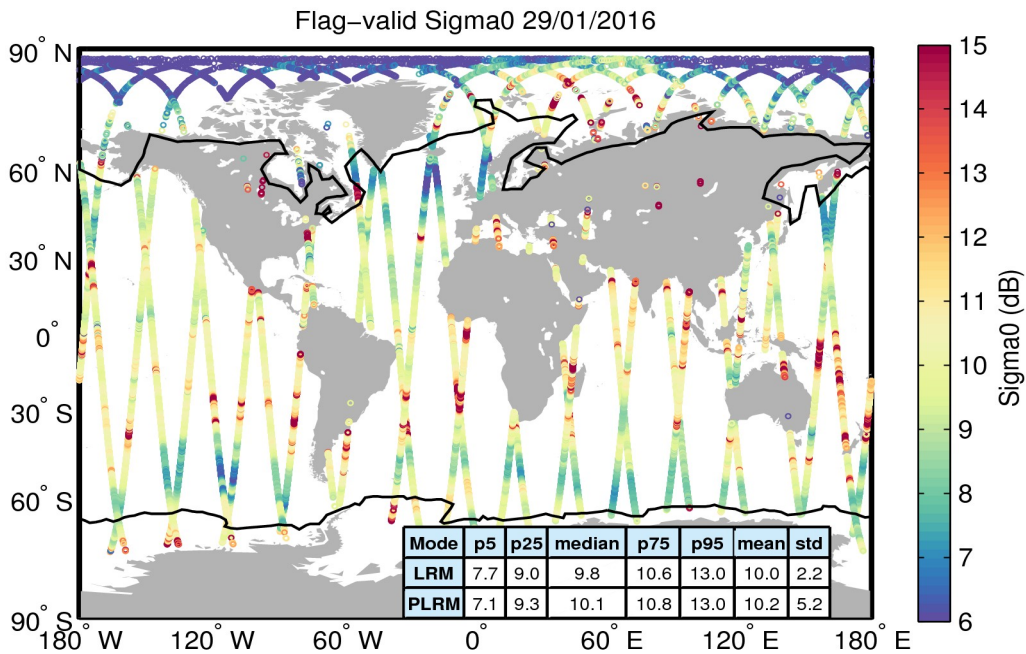 Flag−valid Sigma0 29/01/2016
90° N
60° N
30° N
0°
30° S
60° S
90° S
180° W
120° W
60° W
0°
60° E
120° E
180° E
15
14
13
12
11
10
9
8
7
6
Sigma0 (dB)
Mode p5 p25 median p75 p95 mean std
LRM 7.7 9.0 9.8 10.6 13.0 10.0 2.2
PLRM 7.1 9.3 10.1 10.8 13.0 10.2 5.2